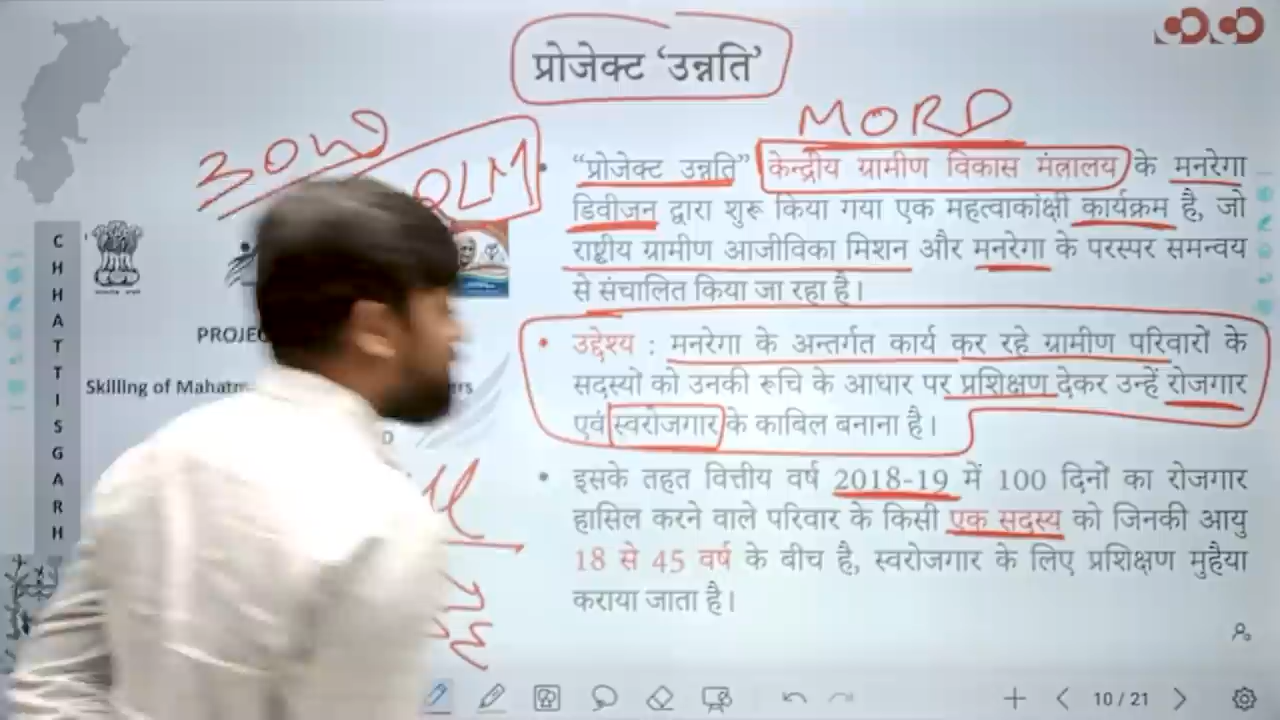 प्रोजेक्ट ‘उन्नति’
MORD
“प्रोजेक्ट उन्नति” केन्द्रीय ग्रामीण विकास मंत्रालय के मनरेगा
डिवीजन द्वारा शुरू किया गया एक महत्वाकांक्षी कार्यक्रम है, जो
राष्ट्रीय ग्रामीण आजीविका मिशन और मनरेगा के परस्पर समन्वय
से संचालित किया जा रहा है।
• उद्देश्य : मनरेगा के अन्तर्गत कार्य कर रहे ग्रामीण परिवारों के
सदस्यों को उनकी रूचि के आधार पर प्रशिक्षण देकर उन्हें रोजगार
एवं स्वरोजगार के काबिल बनाना है।
• इसके तहत वित्तीय वर्ष 2018-19 में 100 दिनों का रोजगार
हासिल करने वाले परिवार के किसी एक सदस्य को जिनकी आयु
18 से 45 वर्ष के बीच है, स्वरोजगार के लिए प्रशिक्षण मुहैया
कराया जाता है।
CHHATTISGARH
Skilling of
10 / 21